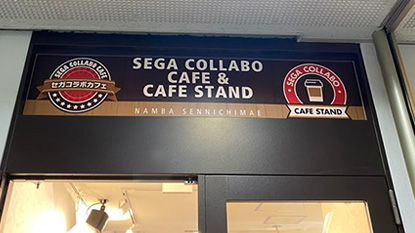 SEGA COLLABO CAFE
セガコラボカフェ
SEGA COLLABO
CAFE &
CAFE STAND
NAMBA SENNICHIMAE
SEGA COLLABO
CAFE STAND